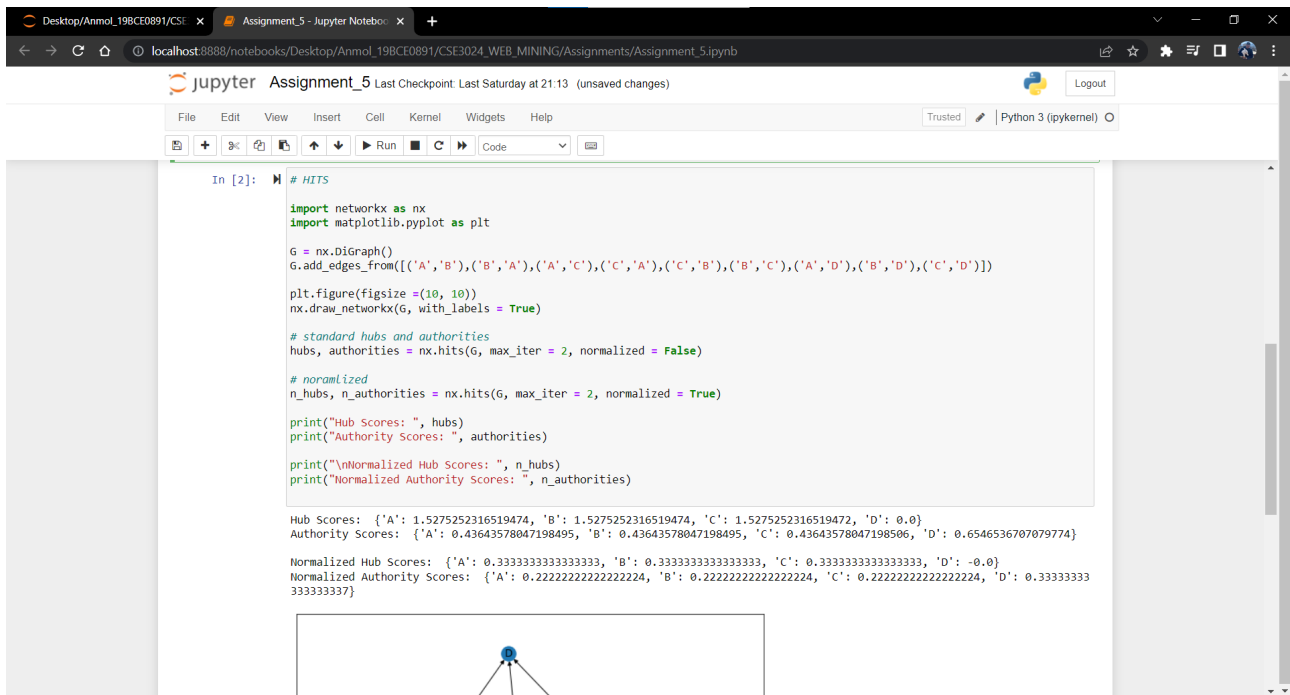 Desktop/Anmol_19BCE0891/CSE
Assignment_5 - Jupyter Noteboo
localhost:8888/notebooks/Desktop/Anmol_19BCE0891/CSE3024_WEB_MINING/Assignments/Assignment_5.ipynb
jupyter Assignment_5 Last Checkpoint: Last Saturday at 21:13 (unsaved changes)
Logout
File Edit View Insert Cell Kernel Widgets Help
Trusted Python 3 (ipykernel)
Run Code
In [2]: # HITS
import networkx as nx
import matplotlib.pyplot as plt
G = nx.DiGraph()
G.add_edges_from([('A','B'),('B','A'),('A','C'),('C','A'),('C','B'),('B','C'),('A','D'),('B','D'),('C','D')])
plt.figure(figsize =(10, 10))
nx.draw_networkx(G, with_labels = True)
# standard hubs and authorities
hubs, authorities = nx.hits(G, max_iter = 2, normalized = False)
# noramlized
n_hubs, n_authorities = nx.hits(G, max_iter = 2, normalized = True)
print("Hub Scores: ", hubs)
print("Authority Scores: ", authorities)
print("\nNormalized Hub Scores: ", n_hubs)
print("Normalized Authority Scores: ", n_authorities)
Hub Scores:  {'A': 1.5275252316519474, 'B': 1.5275252316519474, 'C': 1.5275252316519472, 'D': 0.0}
Authority Scores:  {'A': 0.43643578047198495, 'B': 0.43643578047198495, 'C': 0.43643578047198506, 'D': 0.6546536707079774}
Normalized Hub Scores:  {'A': 0.3333333333333333, 'B': 0.3333333333333333, 'C': 0.3333333333333333, 'D': -0.0}
Normalized Authority Scores:  {'A': 0.22222222222222224, 'B': 0.22222222222222224, 'C': 0.22222222222222224, 'D': 0.33333333
333333337}
D